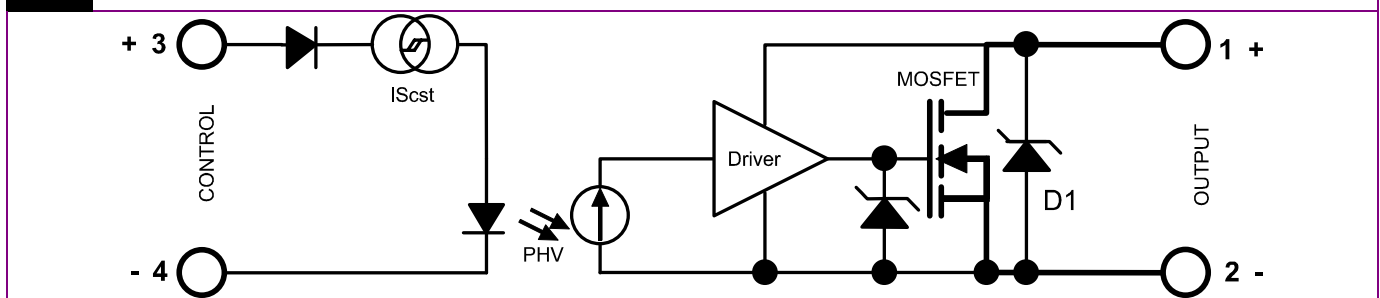 + 3
IScst
CONTROL
- 4
PHV
Driver
MOSFET
D1
1 +
OUTPUT
2 -